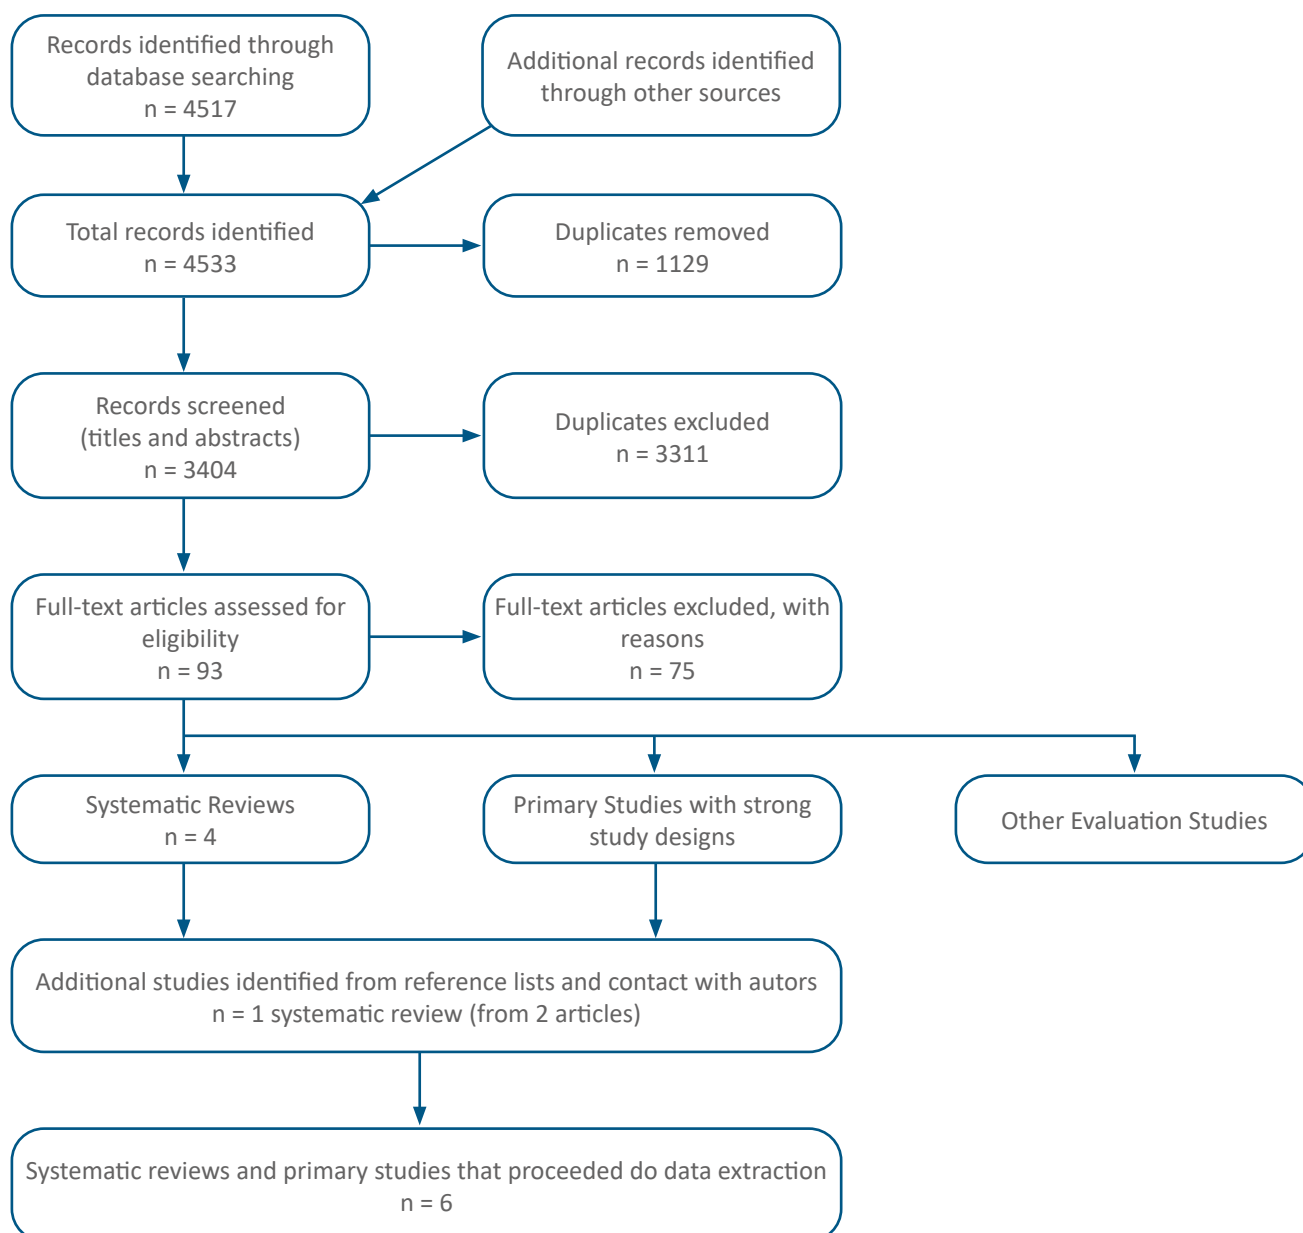 Records identified through
database searching
n = 4517
Additional records identified
through other sources
Total records identified
n = 4533
Duplicates removed
n = 1129
Records screened
(titles and abstracts)
n = 3404
Duplicates excluded
n = 3311
Full-text articles assessed for
eligibility
n = 93
Full-text articles excluded, with
reasons
n = 75
Systematic Reviews
n = 4
Primary Studies with strong
study designs
Other Evaluation Studies
Additional studies identified from reference lists and contact with autors
n = 1 systematic review (from 2 articles)
Systematic reviews and primary studies that proceeded do data extraction
n = 6